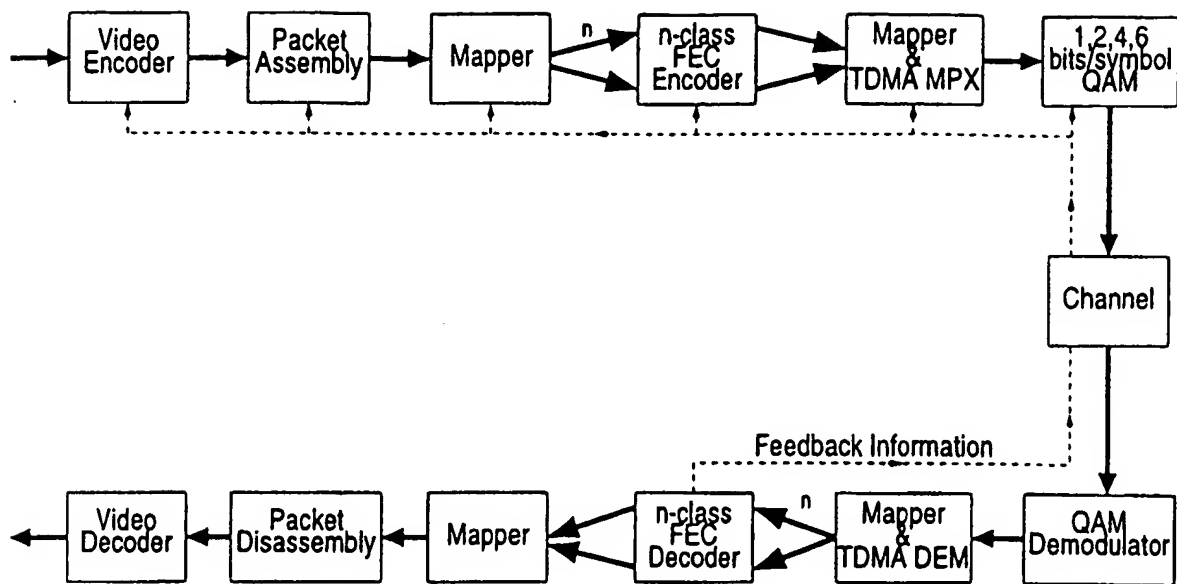 Video
Encoder
Packet
Assembly
Mapper
n
n-class
FEC
Encoder
Mapper
&
TDMA MPX
1,2,4,6
bits/symbol
QAM
Channel
Feedback Information
Video
Decoder
Packet
Disassembly
Mapper
n-class
FEC
Decoder
n
Mapper
&
TDMA DEM
QAM
Demodulator